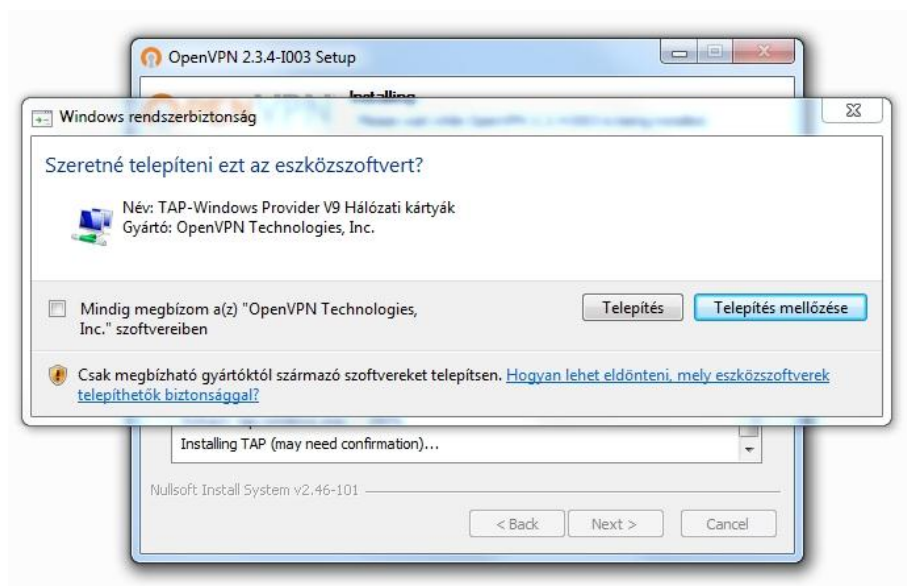 OpenVPN 2.3.4-I003 Setup
Installing
Windows rendszerbiztonság
Szeretné telepíteni ezt az eszközszoftvert?
Név: TAP-Windows Provider V9 Hálózati kártyák
Gyártó: OpenVPN Technologies, Inc.
Mindig megbízom a(z) "OpenVPN Technologies,
Inc." szoftvereiben
Telepítés
Telepítés mellőzése
Csak megbízható gyártóktól származó szoftvereket telepítsen. Hogyan lehet eldönteni, mely eszközszoftverek
telepíthetők biztonsággal?
Installing TAP (may need confirmation)...
Nullsoft Install System v2.46-101
< Back
Next >
Cancel